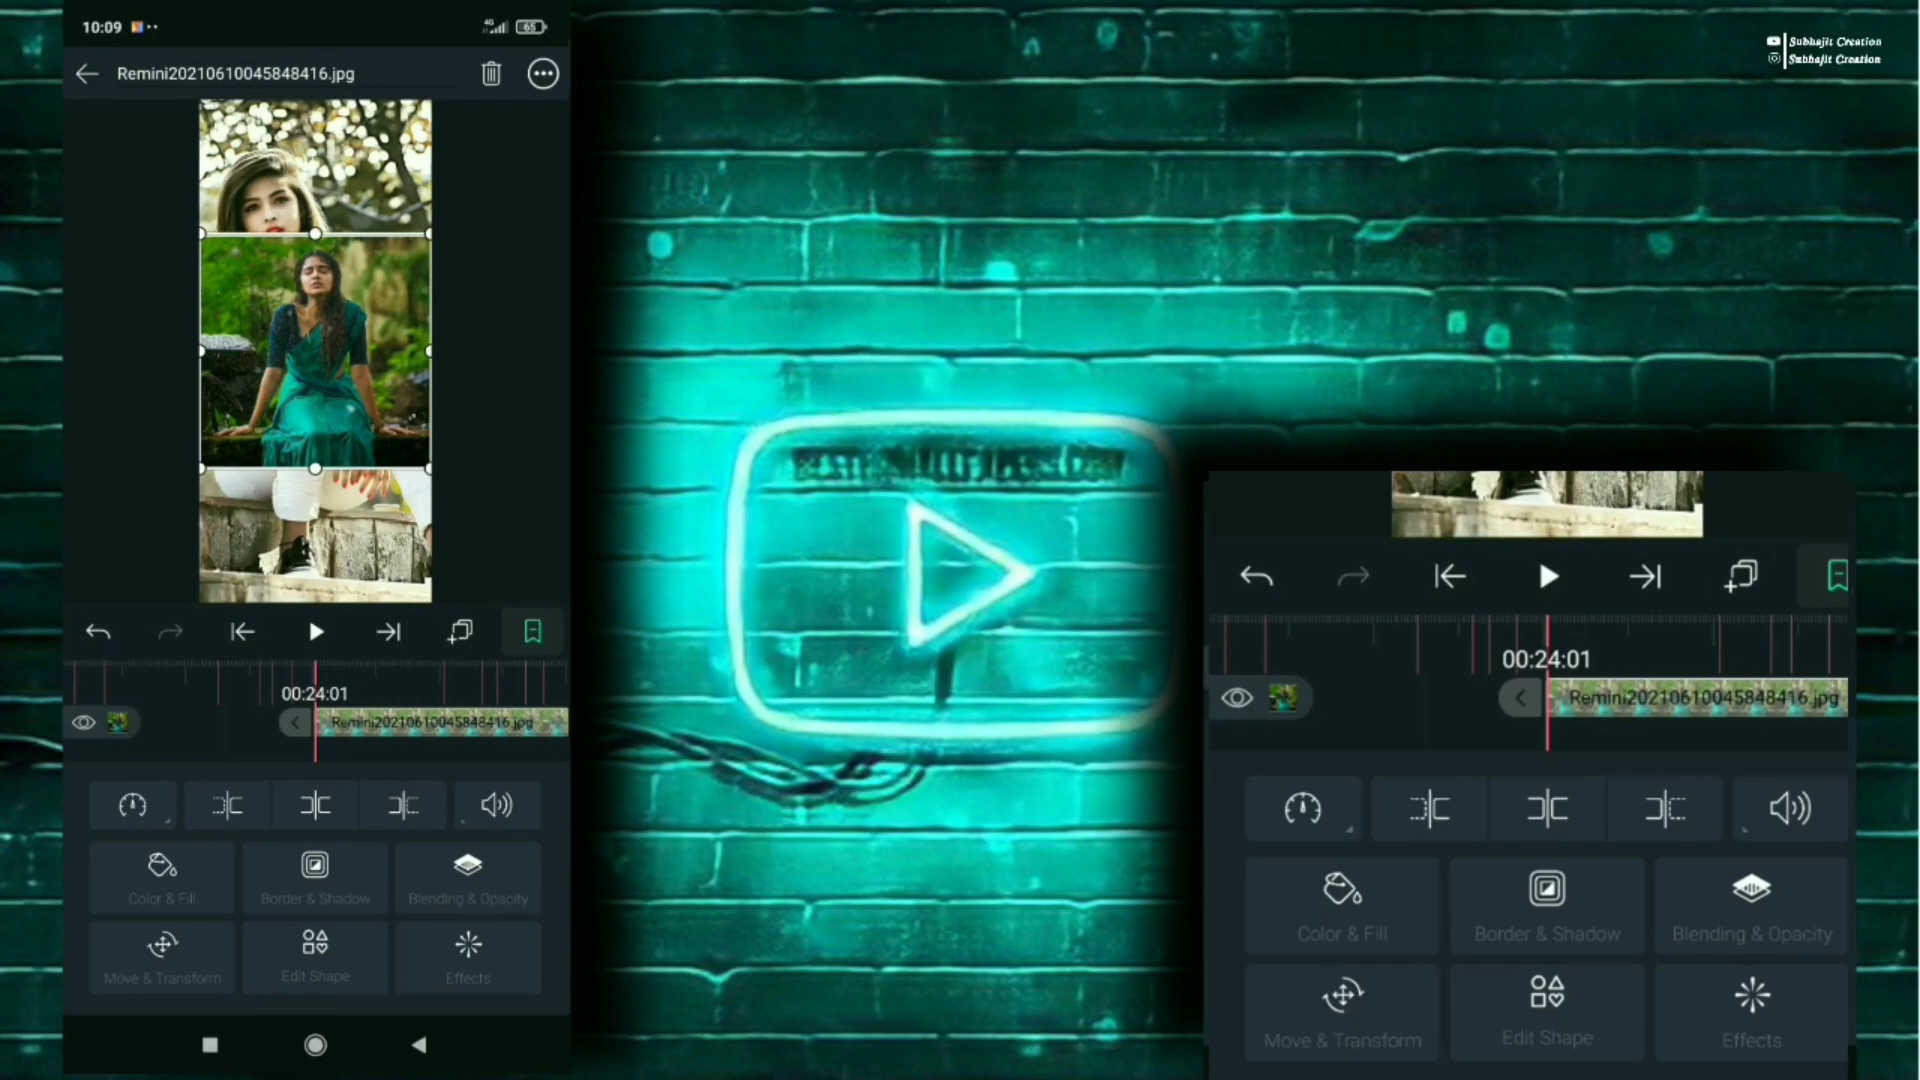 10:09
4G
65
Remini20210610045848416.jpg
00:24:01
Remini20210610045848416.jpg
Color & Fill
Border & Shadow
Blending & Opacity
Move & Transform
Edit Shape
Effects
Subhajit Creation
Subhajit Creation
00:24:01
Remini20210610045848416.jpg
Color & Fill
Border & Shadow
Blending & Opacity
Move & Transform
Edit Shape
Effects